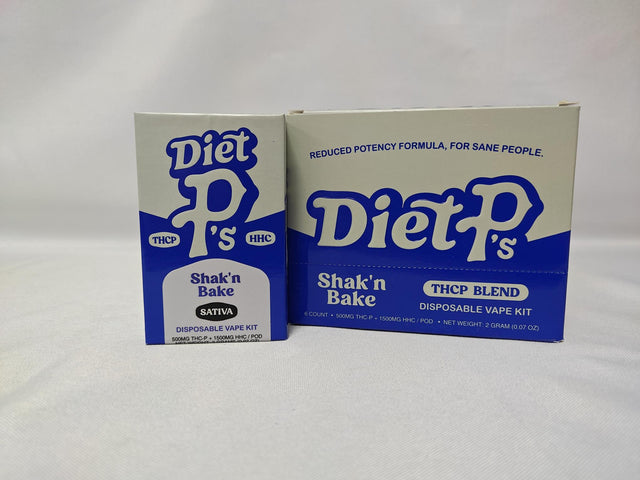 Diet
P's
THCP
HHC
Shak'n
Bake
SATIVA
DISPOSABLE VAPE KIT
500MG THC-P + 1500MG HHC / POD
REDUCED POTENCY FORMULA, FOR SANE PEOPLE.
Diet P's
Shak'n
Bake
THCP BLEND
DISPOSABLE VAPE KIT
6 COUNT • 500MG THC-P + 1500MG HHC / POD • NET WEIGHT: 2 GRAM (0.07 OZ)